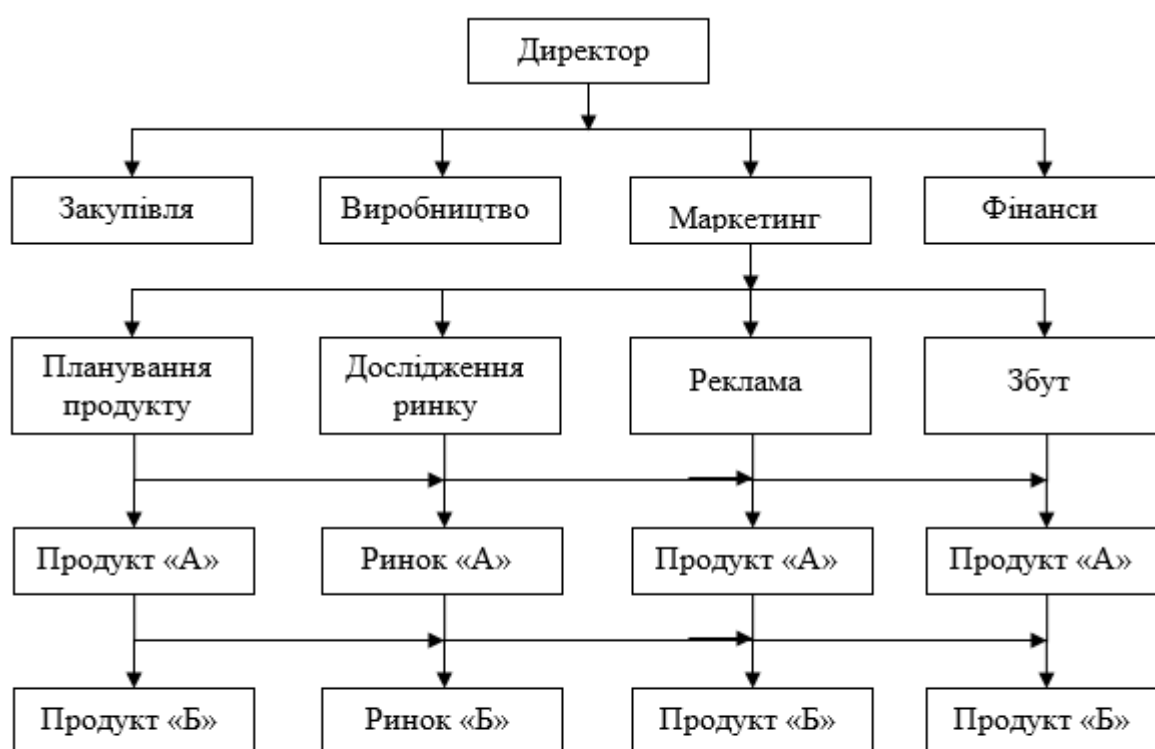 Директор
Закупівля
Виробництво
Маркетинг
Фінанси
Планування
продукту
Дослідження
ринку
Реклама
Збут
Продукт «А»
Ринок «А»
Продукт «А»
Продукт «А»
Продукт «Б»
Ринок «Б»
Продукт «Б»
Продукт «Б»